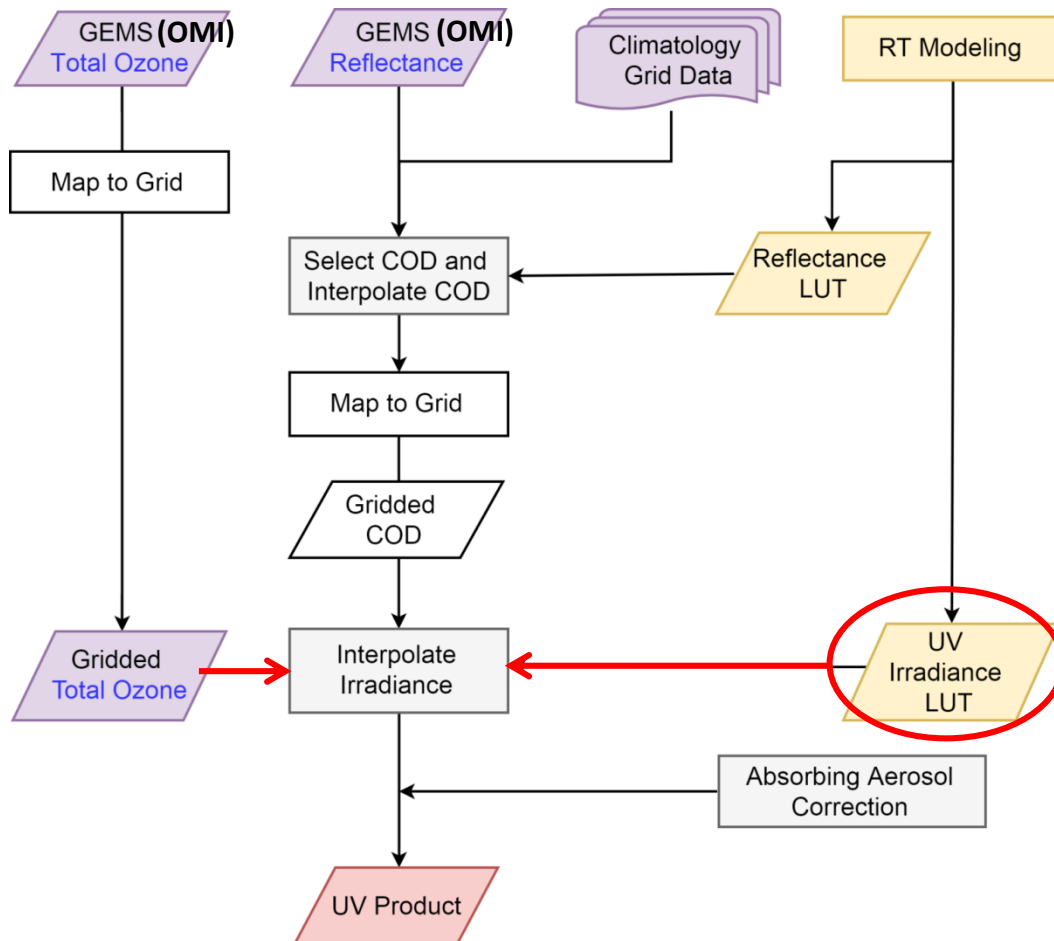 GEMS (OMI)
Total Ozone
GEMS (OMI)
Reflectance
Climatology
Grid Data
RT Modeling
Map to Grid
Select COD and
Interpolate COD
Reflectance
LUT
Map to Grid
Gridded
COD
Gridded
Total Ozone
Interpolate
Irradiance
UV
Irradiance
LUT
Absorbing Aerosol
Correction
UV Product